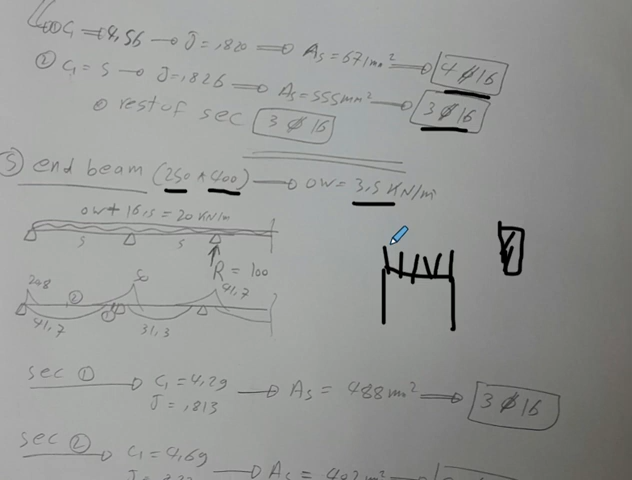 C₁ = 4,56 → J = ,820 ⇒ As = 671 mm² ⇒ 4 ϕ 16
② C₁ = 5 → J = ,826 ⇒ As = 555 mm² ⇒ 3 ϕ 16
⊙ rest of sec 3 ϕ 16
⑤ end beam (250 * 400) → ow = 3,5 KN/m
ow + 16,5 = 20 KN/m
5 5
R = 100
20,8 50 41,7
② ①
41,7 31,3
sec ① → C₁ = 4,29 → As = 488 mm² ⇒ 3 ϕ 16
J = ,813
sec ② → C₁ = 4,69